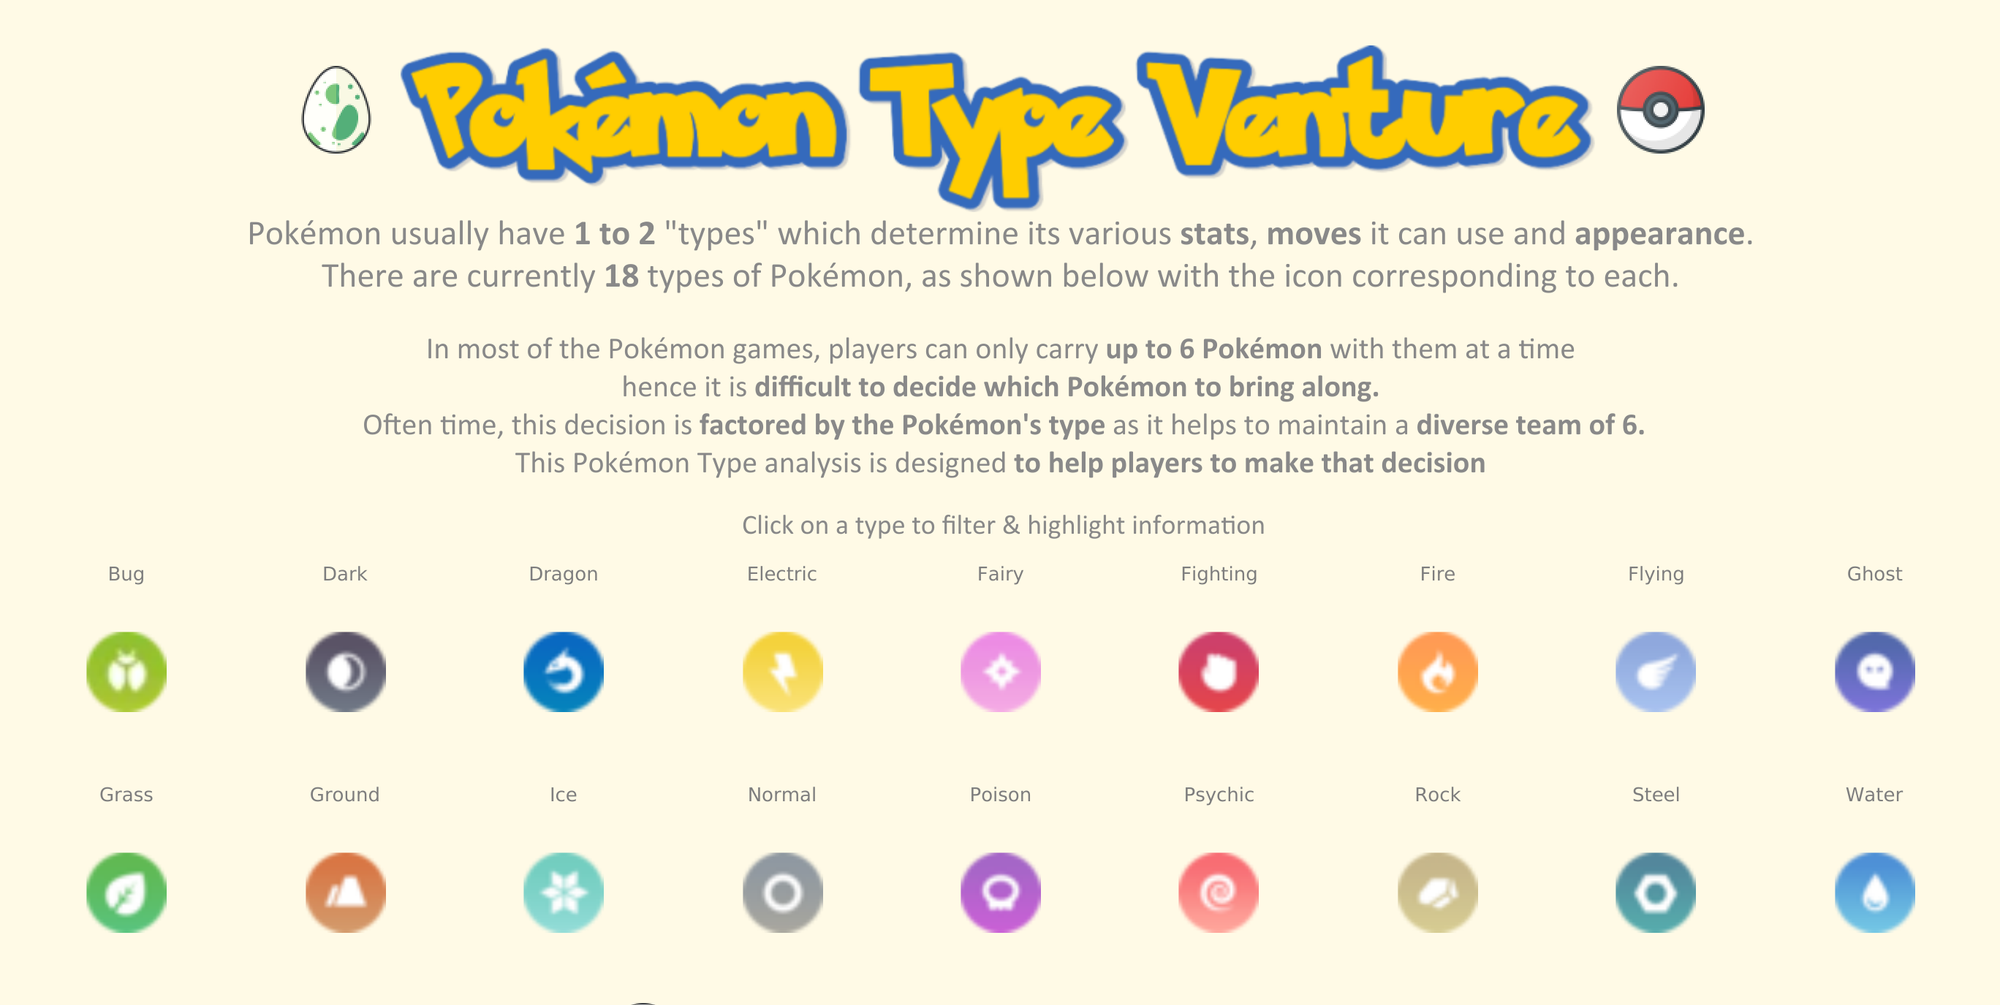 Pokémon Type Venture
Pokémon usually have 1 to 2 "types" which determine its various stats, moves it can use and appearance.
There are currently 18 types of Pokémon, as shown below with the icon corresponding to each.
In most of the Pokémon games, players can only carry up to 6 Pokémon with them at a time
hence it is difficult to decide which Pokémon to bring along.
Often time, this decision is factored by the Pokémon's type as it helps to maintain a diverse team of 6.
This Pokémon Type analysis is designed to help players to make that decision
Click on a type to filter & highlight information
Bug Dark Dragon Electric Fairy Fighting Fire Flying Ghost
Grass Ground Ice Normal Poison Psychic Rock Steel Water